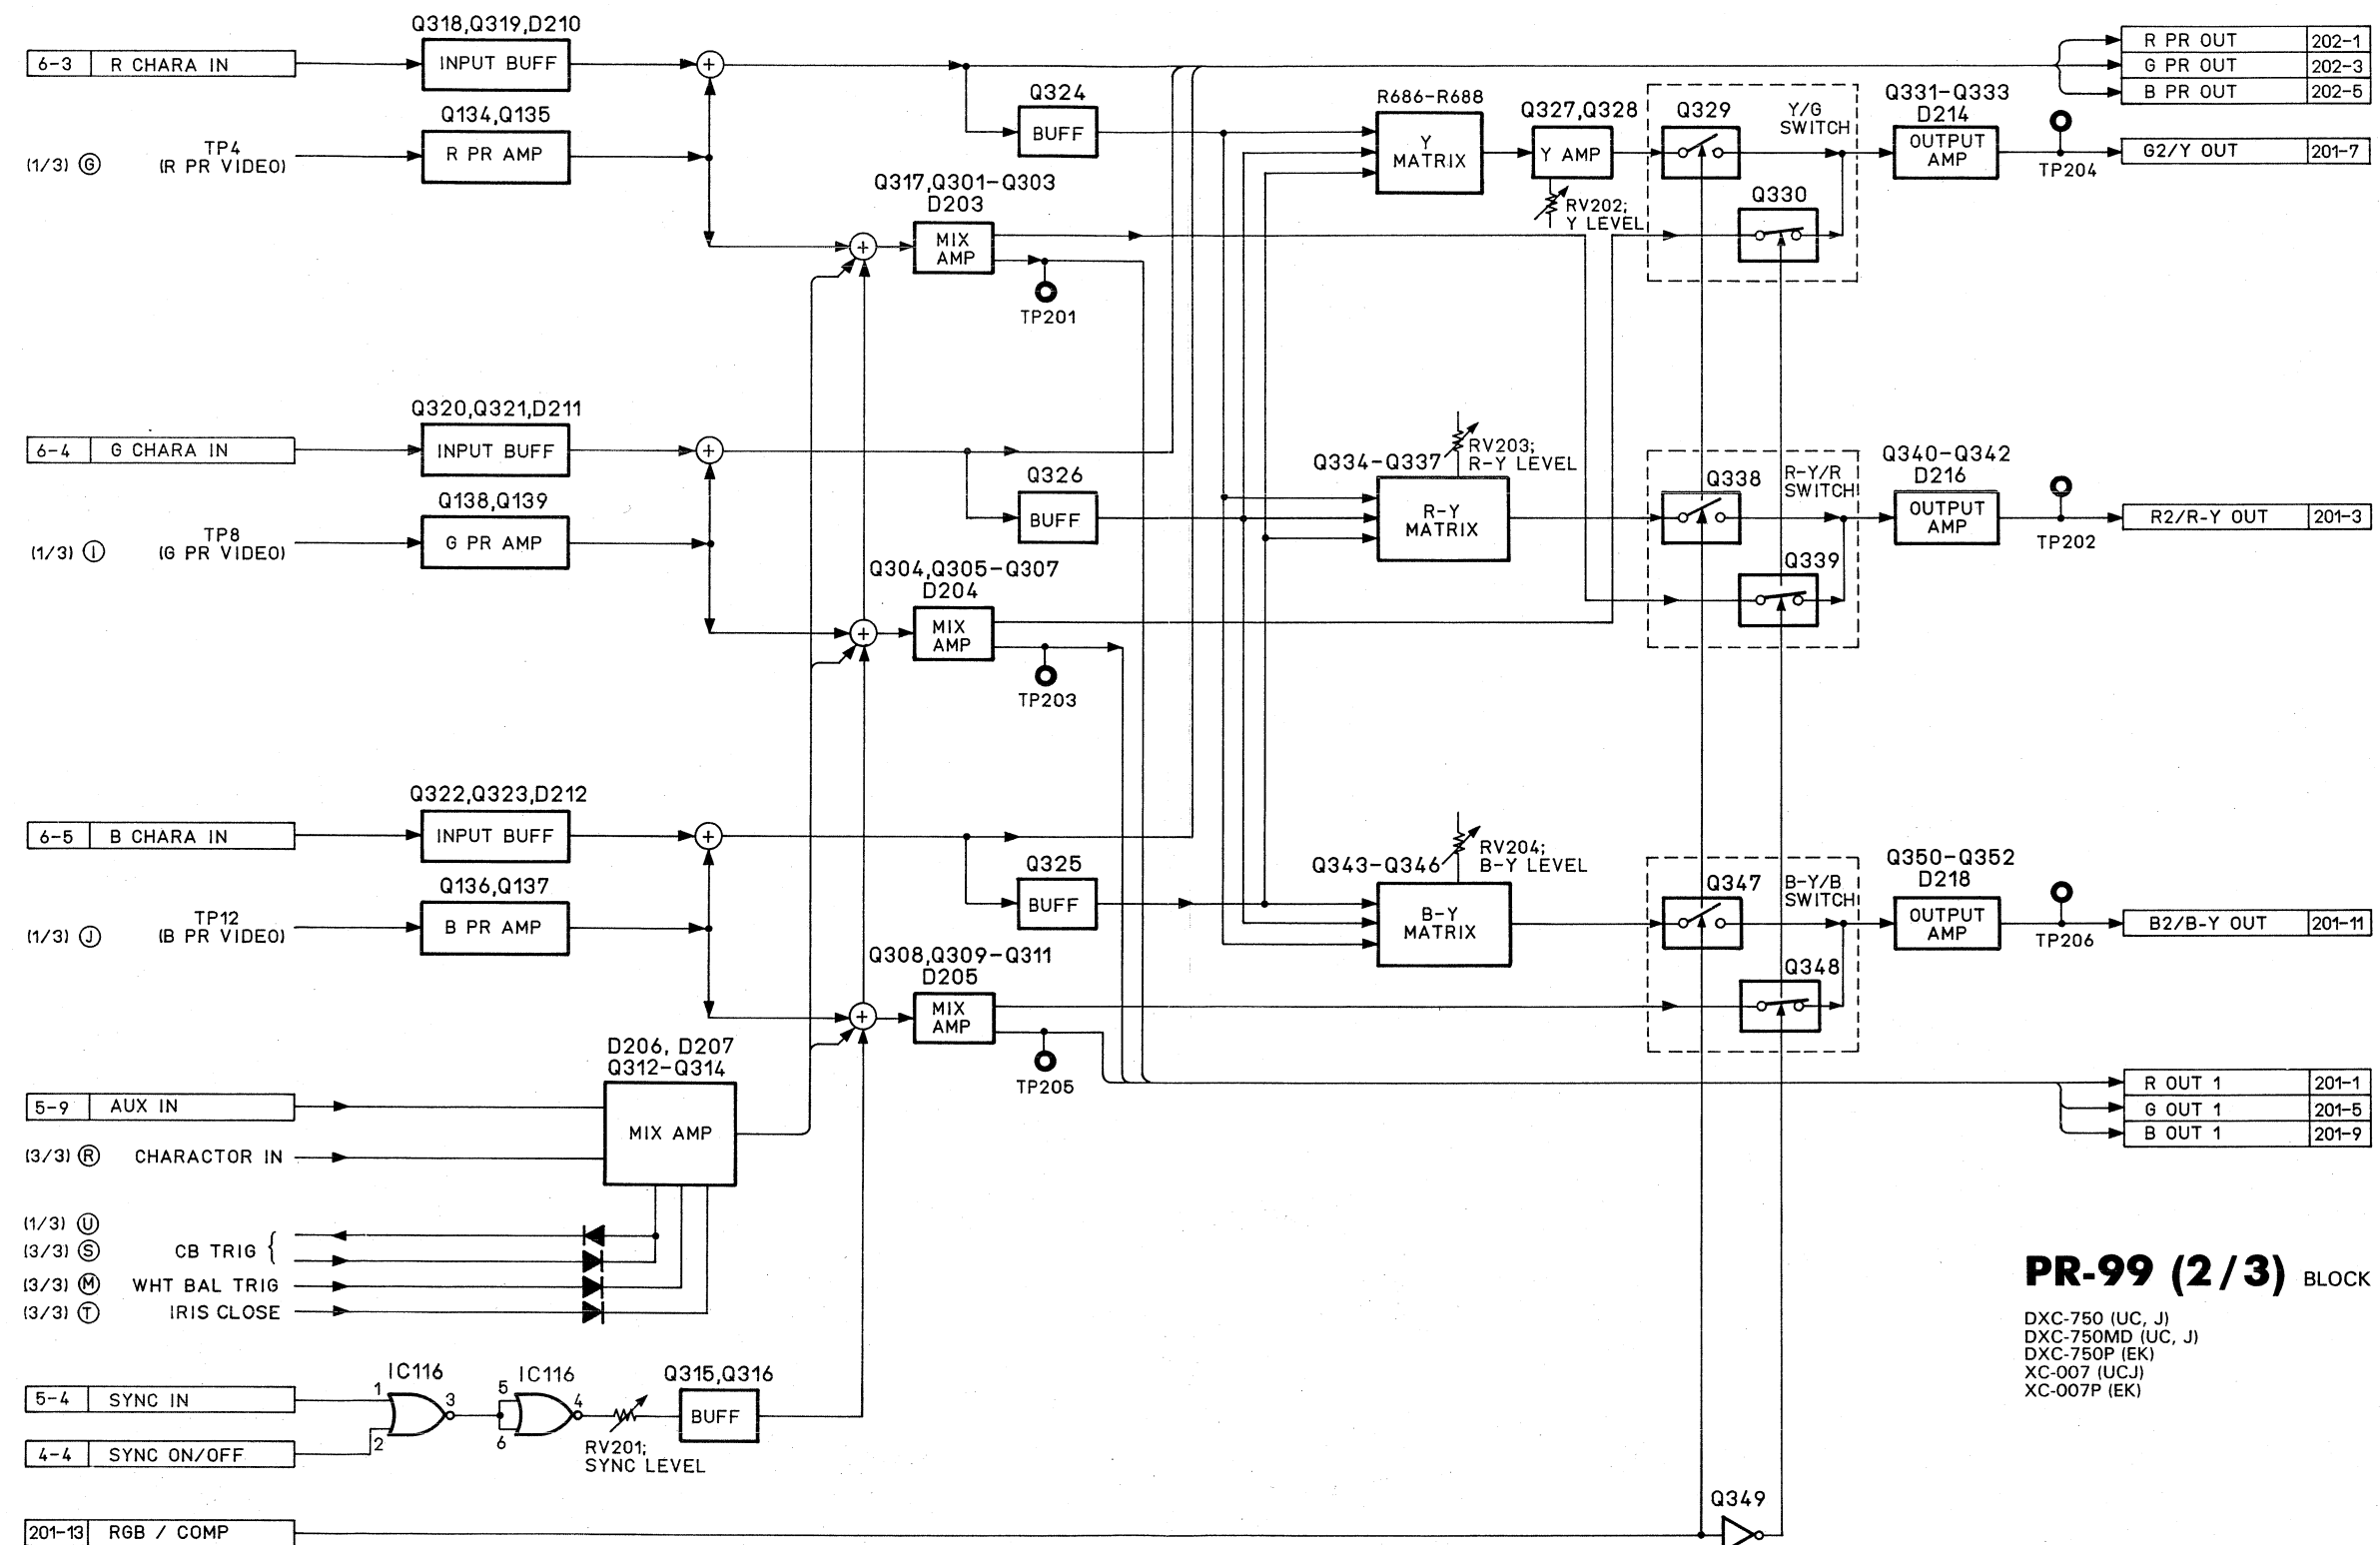 Q318,Q319,D210
6-3 R CHARA IN
INPUT BUFF
+
R PR OUT 202-1
G PR OUT 202-3
B PR OUT 202-5
Q134,Q135
(1/3) G
TP4
(R PR VIDEO)
R PR AMP
Q324
BUFF
R686-R688
Y
MATRIX
Q327,Q328
Y AMP
RV202;
Y LEVEL
Q329
Y/G
SWITCH
Q330
Q331-Q333
D214
OUTPUT
AMP
TP204
G2/Y OUT 201-7
Q317,Q301-Q303
D203
+
MIX
AMP
TP201
Q320,Q321,D211
6-4 G CHARA IN
INPUT BUFF
+
Q138,Q139
(1/3) I
TP8
(G PR VIDEO)
G PR AMP
Q326
BUFF
RV203;
R-Y LEVEL
Q334-Q337
R-Y
MATRIX
Q338
R-Y/R
SWITCH
Q339
Q340-Q342
D216
OUTPUT
AMP
TP202
R2/R-Y OUT 201-3
Q304,Q305-Q307
D204
+
MIX
AMP
TP203
Q322,Q323,D212
6-5 B CHARA IN
INPUT BUFF
+
Q136,Q137
(1/3) J
TP12
(B PR VIDEO)
B PR AMP
Q325
BUFF
RV204;
B-Y LEVEL
Q343-Q346
B-Y
MATRIX
Q347
B-Y/B
SWITCH
Q348
Q350-Q352
D218
OUTPUT
AMP
TP206
B2/B-Y OUT 201-11
Q308,Q309-Q311
D205
+
MIX
AMP
TP205
D206, D207
Q312-Q314
MIX AMP
5-9 AUX IN
(3/3) R CHARACTOR IN
R OUT 1 201-1
G OUT 1 201-5
B OUT 1 201-9
(1/3) U
(3/3) S
CB TRIG {
(3/3) M WHT BAL TRIG
(3/3) T IRIS CLOSE
5-4 SYNC IN
4-4 SYNC ON/OFF
IC116
1
2
3
IC116
5
6
4
RV201;
SYNC LEVEL
Q315,Q316
BUFF
201-13 RGB / COMP
Q349
PR-99 (2/3) BLOCK
DXC-750 (UC, J)
DXC-750MD (UC, J)
DXC-750P (EK)
XC-007 (UCJ)
XC-007P (EK)